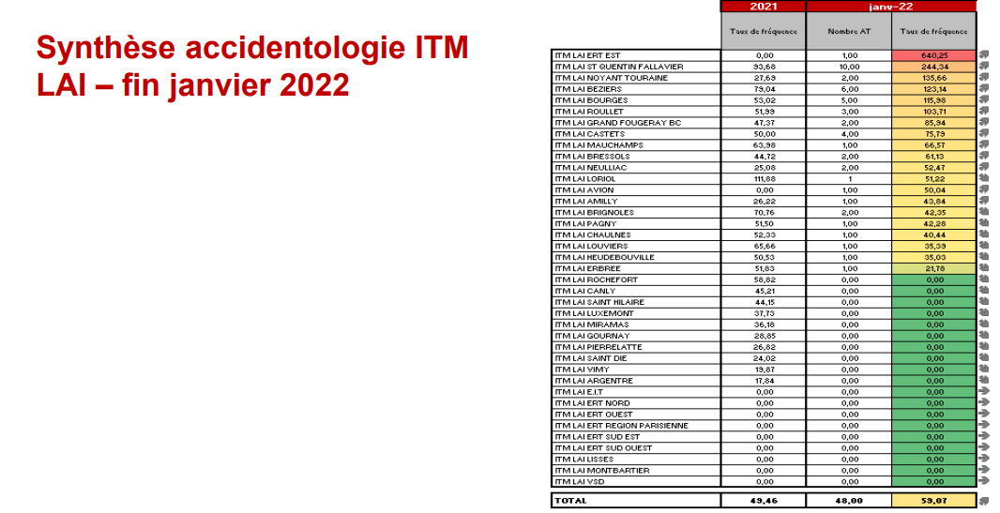 Synthèse accidentologie ITM
LAI – fin janvier 2022
2021 janv-22
Taux de fréquence Nombre AT Taux de fréquence
ITM LAI ERT EST 0,00 1,00 640,25
ITM LAI ST QUENTIN FALLAVIER 93,68 10,00 244,34
ITM LAI NOYANT TOURAINE 27,69 2,00 135,66
ITM LAI BEZIERS 79,04 6,00 123,14
ITM LAI BOURGES 53,02 5,00 115,98
ITM LAI ROULLET 51,99 3,00 103,71
ITM LAI GRAND FOUGERAY BC 47,37 2,00 85,94
ITM LAI CASTETS 50,00 4,00 75,79
ITM LAI MAUCHAMPS 63,98 1,00 66,57
ITM LAI BRESSOLS 44,72 2,00 61,13
ITM LAI NEULLIAC 25,08 2,00 52,47
ITM LAI LORIOL 111,88 1 51,22
ITM LAI AVION 0,00 1,00 50,04
ITM LAI AMILLY 26,22 1,00 43,84
ITM LAI BRIGNOLES 70,76 2,00 42,35
ITM LAI PAGNY 51,50 1,00 42,28
ITM LAI CHAULNES 52,33 1,00 40,44
ITM LAI LOUVIERS 65,66 1,00 35,39
ITM LAI HEUDEBOUVILLE 50,53 1,00 35,03
ITM LAI ERBREE 51,83 1,00 21,78
ITM LAI ROCHEFORT 58,82 0,00 0,00
ITM LAI CANLY 45,21 0,00 0,00
ITM LAI SAINT HILAIRE 44,15 0,00 0,00
ITM LAI LUXEMONT 37,73 0,00 0,00
ITM LAI MIRAMAS 36,18 0,00 0,00
ITM LAI GOURNAY 28,85 0,00 0,00
ITM LAI PIERRELATTE 26,82 0,00 0,00
ITM LAI SAINT DIE 24,02 0,00 0,00
ITM LAI VIMY 19,87 0,00 0,00
ITM LAI ARGENTRE 17,84 0,00 0,00
ITM LAI E.I.T 0,00 0,00 0,00
ITM LAI ERT NORD 0,00 0,00 0,00
ITM LAI ERT OUEST 0,00 0,00 0,00
ITM LAI ERT REGION PARISIENNE 0,00 0,00 0,00
ITM LAI ERT SUD EST 0,00 0,00 0,00
ITM LAI ERT SUD OUEST 0,00 0,00 0,00
ITM LAI LISSES 0,00 0,00 0,00
ITM LAI MONTBARTIER 0,00 0,00 0,00
ITM LAI VSD 0,00 0,00 0,00
TOTAL 49,46 48,00 59,07